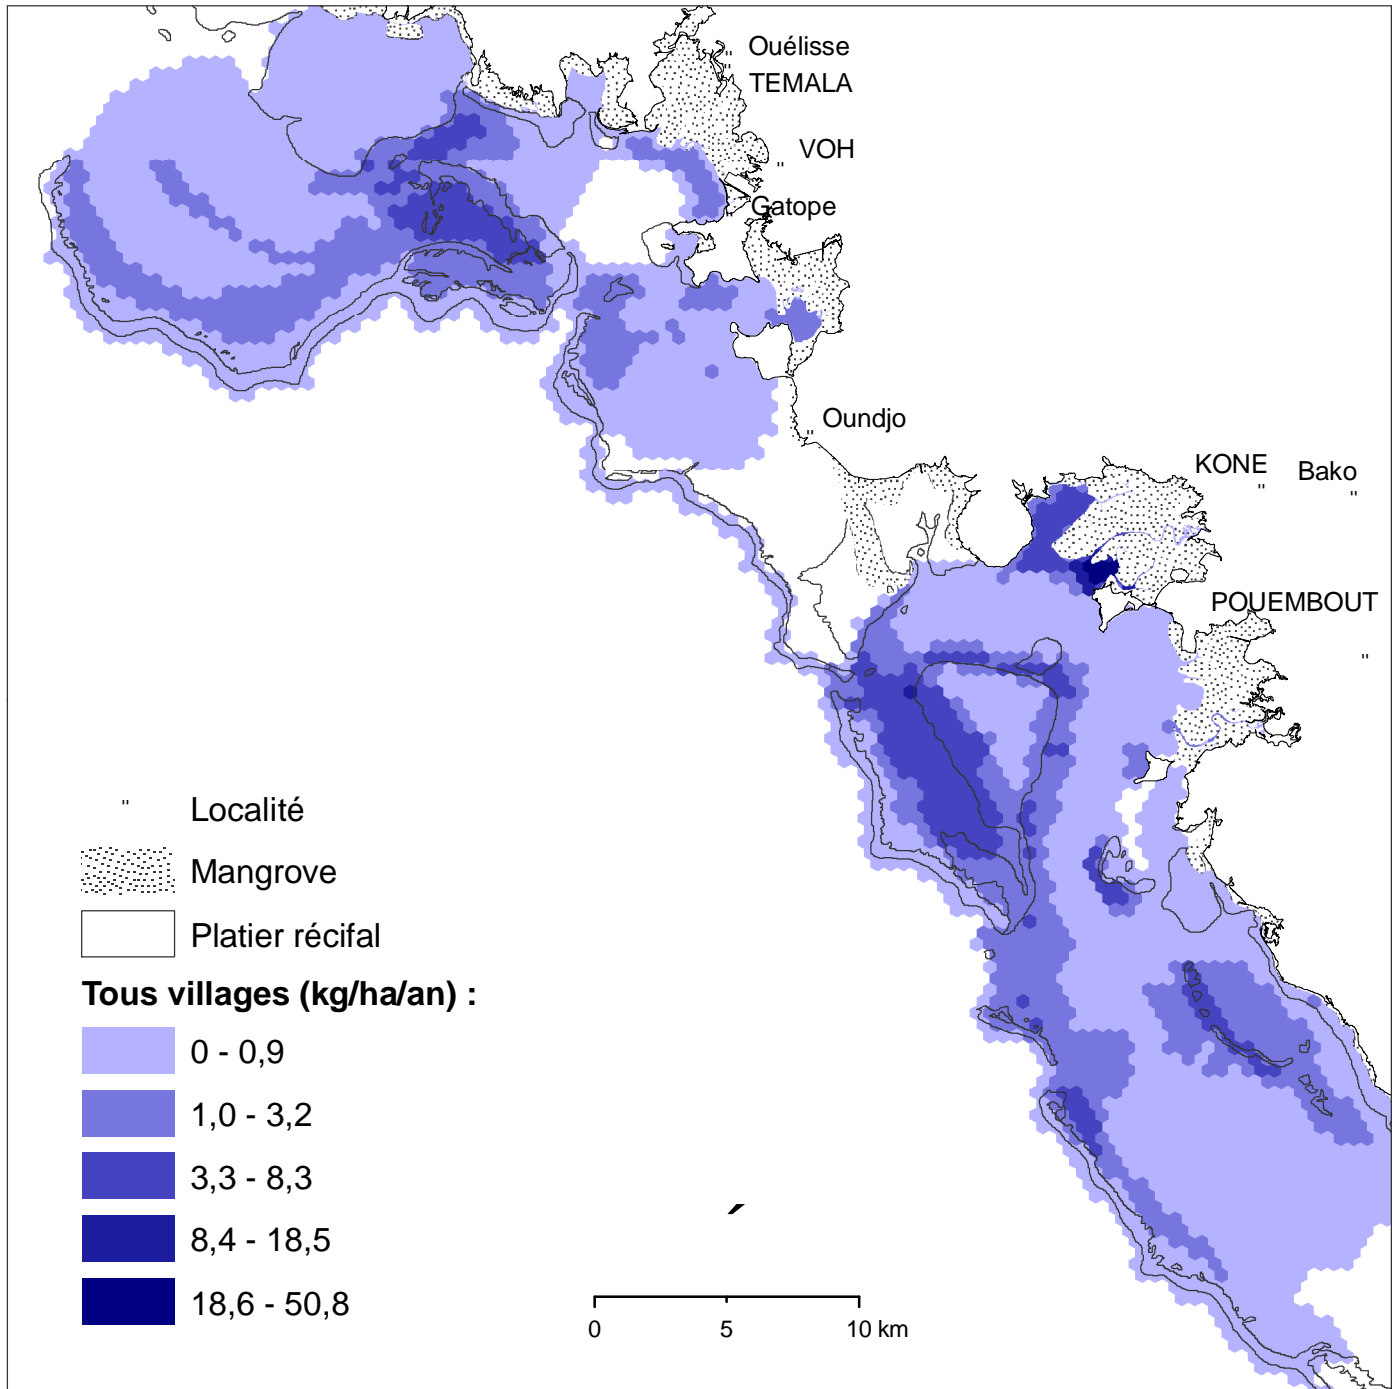 Ouélisse
TEMALA
VOH
Gatope
Oundjo
KONE
Bako
POUEMBOUT
Localité
Mangrove
Platier récifal
Tous villages (kg/ha/an) :
0 - 0,9
1,0 - 3,2
3,3 - 8,3
8,4 - 18,5
18,6 - 50,8
0 5 10 km